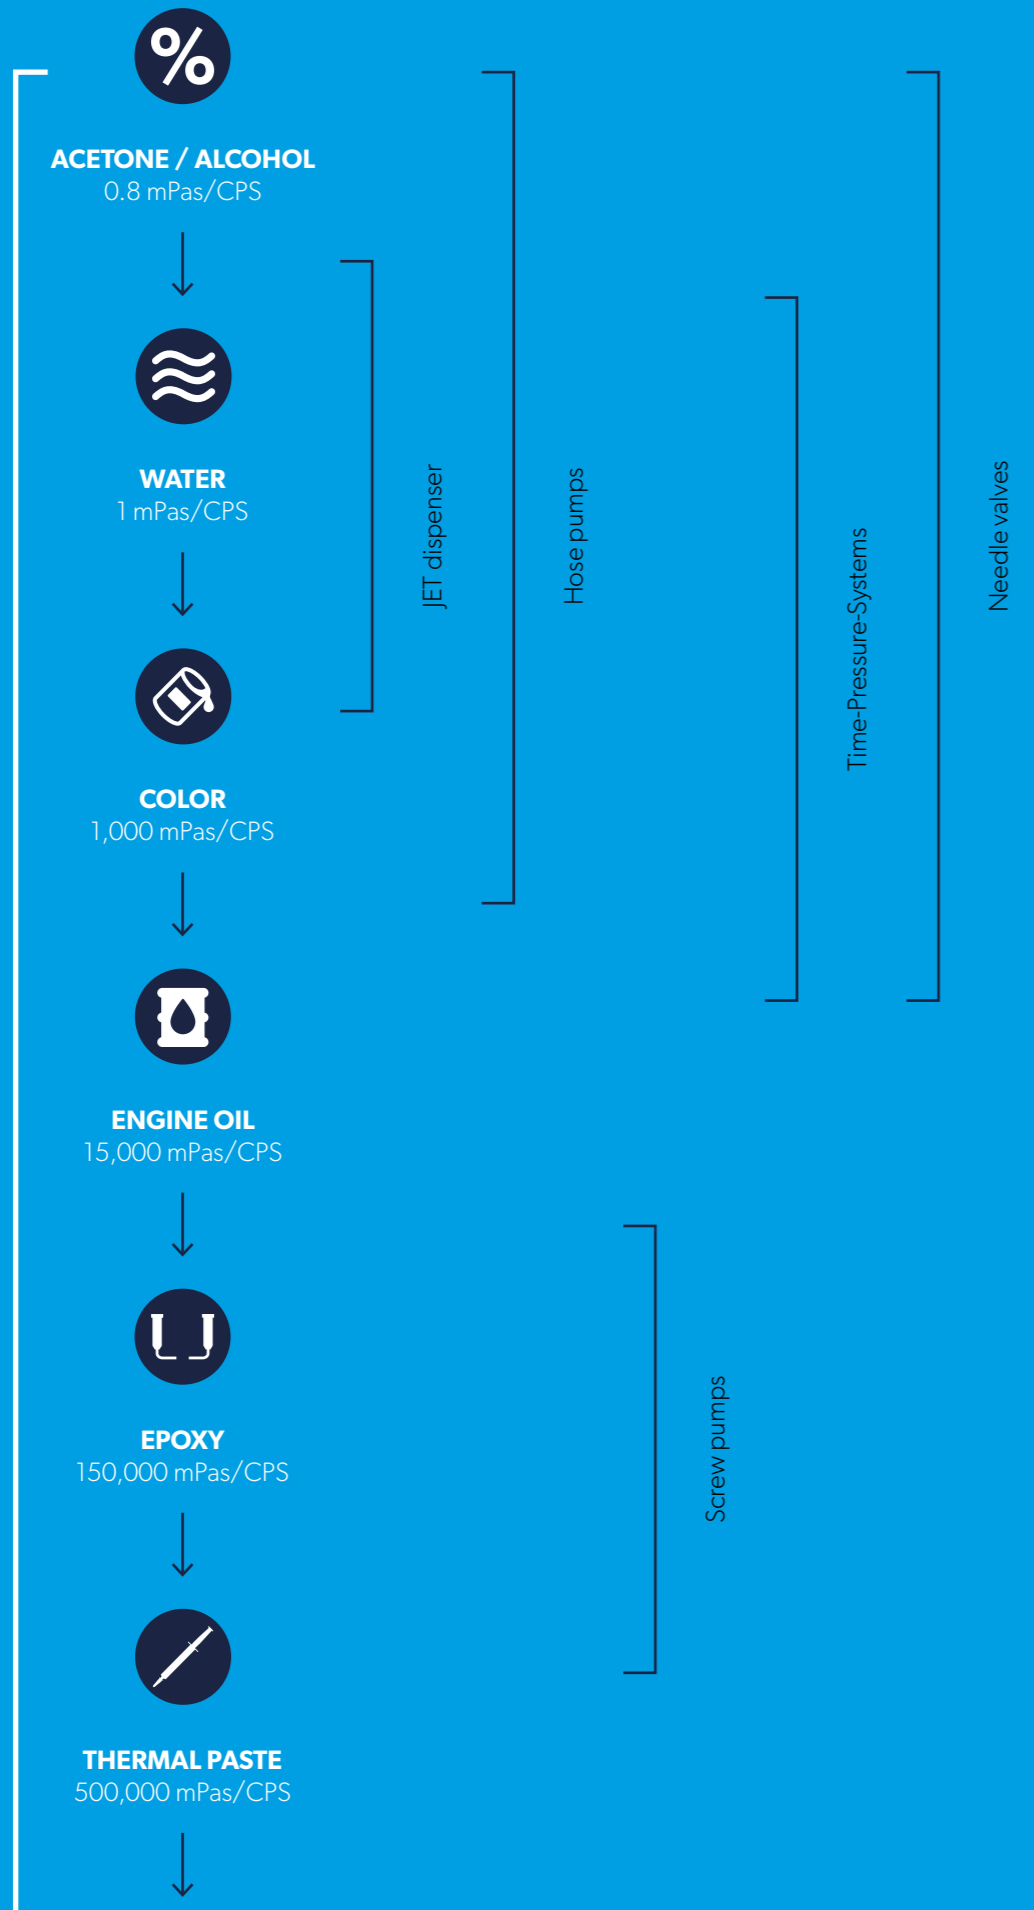 %
ACETONE / ALCOHOL
0.8 mPas/CPS
WATER
1 mPas/CPS
COLOR
1,000 mPas/CPS
ENGINE OIL
15,000 mPas/CPS
EPOXY
150,000 mPas/CPS
THERMAL PASTE
500,000 mPas/CPS
JET dispenser
Hose pumps
Screw pumps
Time-Pressure-Systems
Needle valves